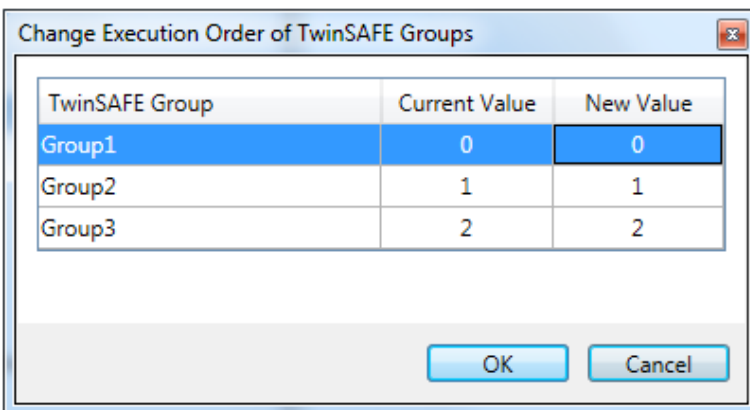 Change Execution Order of TwinSAFE Groups
TwinSAFE Group Current Value New Value
Group1 0 0
Group2 1 1
Group3 2 2
OK Cancel